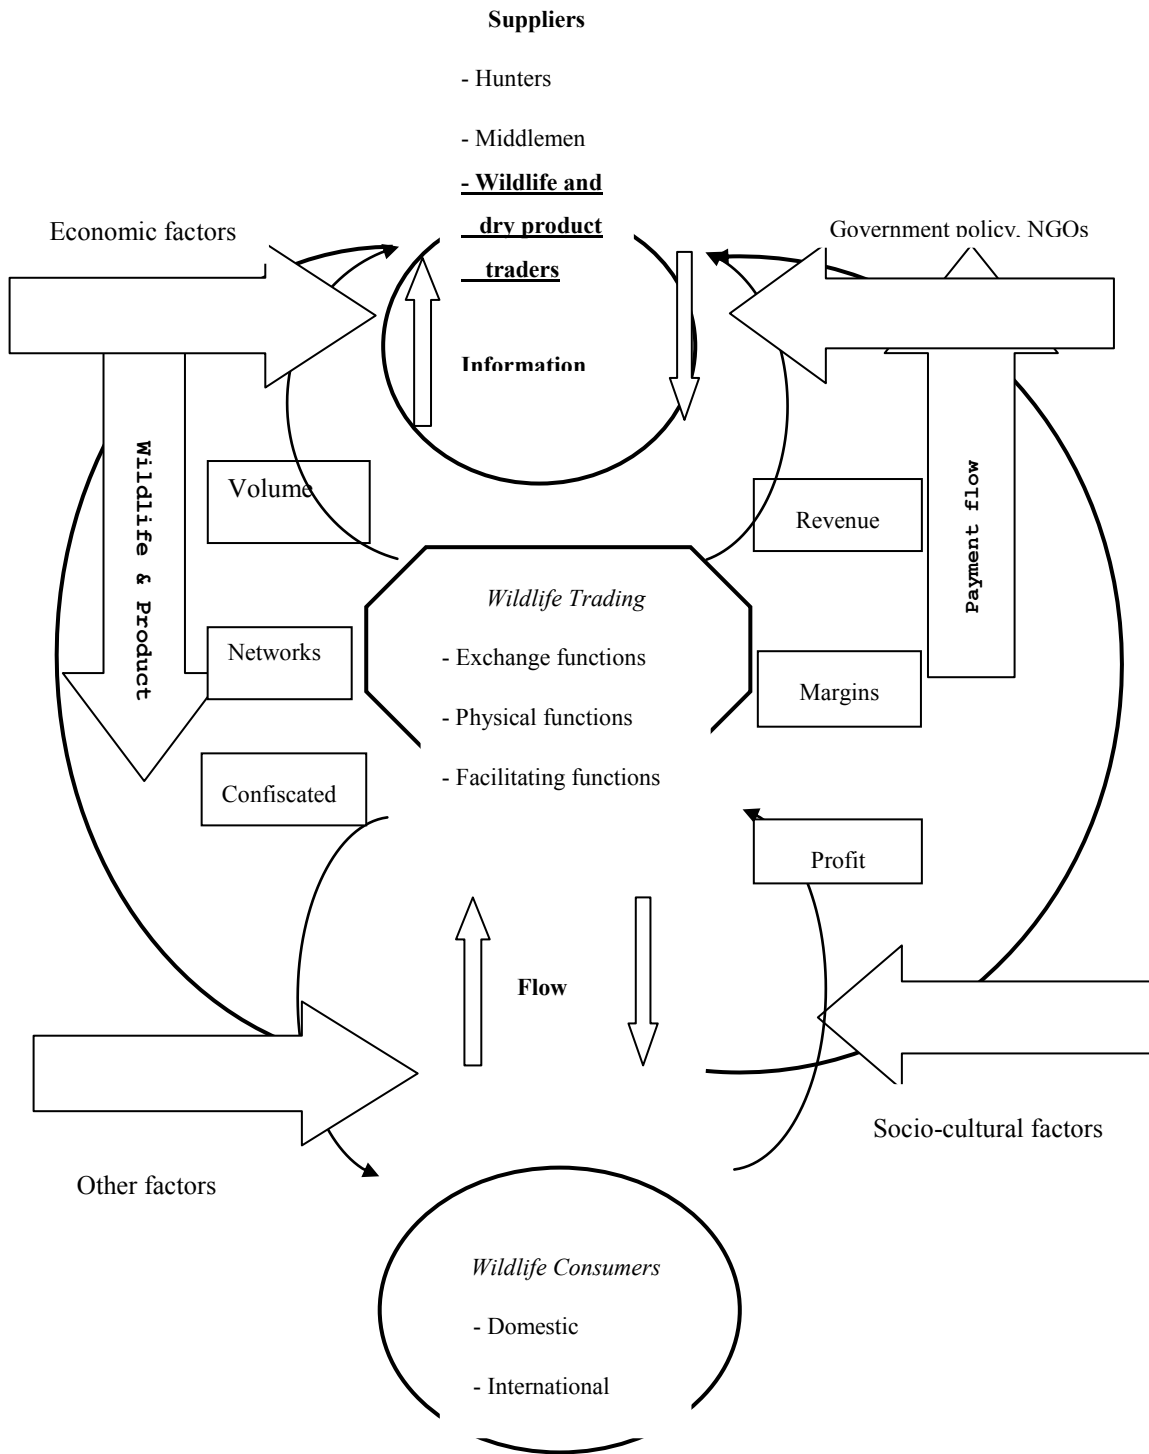 Suppliers
- Hunters
- Middlemen
- Wildlife and
dry product
traders
Information
Economic factors
Government policy, NGOs
Wildlife & Product
Payment flow
Volume
Networks
Confiscated
Revenue
Margins
Profit
Wildlife Trading
- Exchange functions
- Physical functions
- Facilitating functions
Flow
Other factors
Socio-cultural factors
Wildlife Consumers
- Domestic
- International